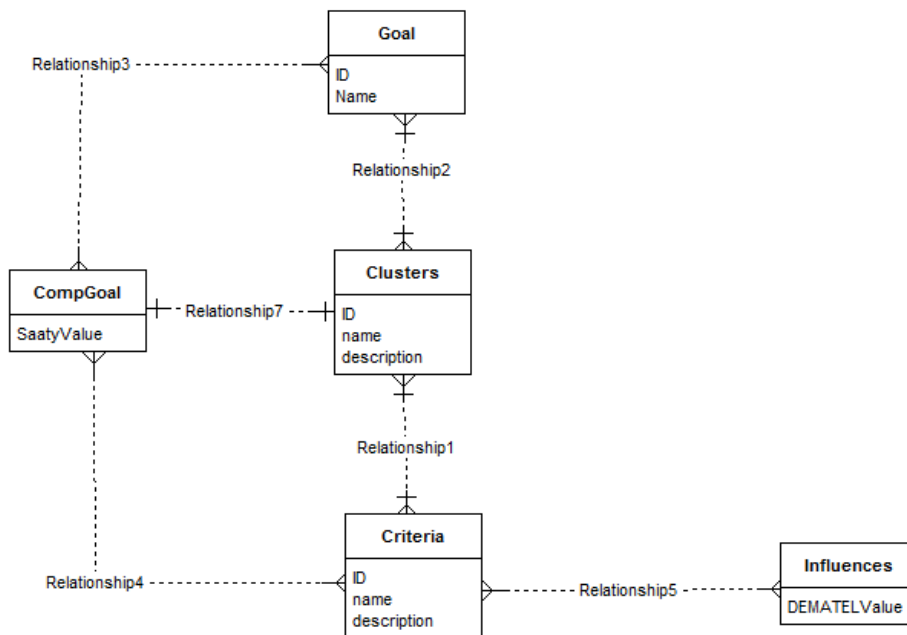 Goal
Relationship3
ID
Name
Relationship2
Clusters
CompGoal
ID
Relationship7
SaatyValue
name
description
Relationship1
Criteria
Influences
ID
Relationship4
Relationship5
name
DEMATELValue
description